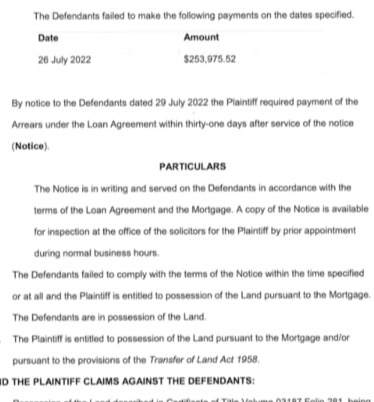 The Defendants failed to make the following payments on the dates specified.
Date Amount
26 July 2022 $253,975.52
By notice to the Defendants dated 29 July 2022 the Plaintiff required payment of the
Arrears under the Loan Agreement within thirty-one days after service of the notice
(Notice).
PARTICULARS
The Notice is in writing and served on the Defendants in accordance with the
terms of the Loan Agreement and the Mortgage. A copy of the Notice is available
for inspection at the office of the solicitors for the Plaintiff by prior appointment
during normal business hours.
The Defendants failed to comply with the terms of the Notice within the time specified
or at all and the Plaintiff is entitled to possession of the Land pursuant to the Mortgage.
The Defendants are in possession of the Land.
The Plaintiff is entitled to possession of the Land pursuant to the Mortgage and/or
pursuant to the provisions of the Transfer of Land Act 1958.
ND THE PLAINTIFF CLAIMS AGAINST THE DEFENDANTS: